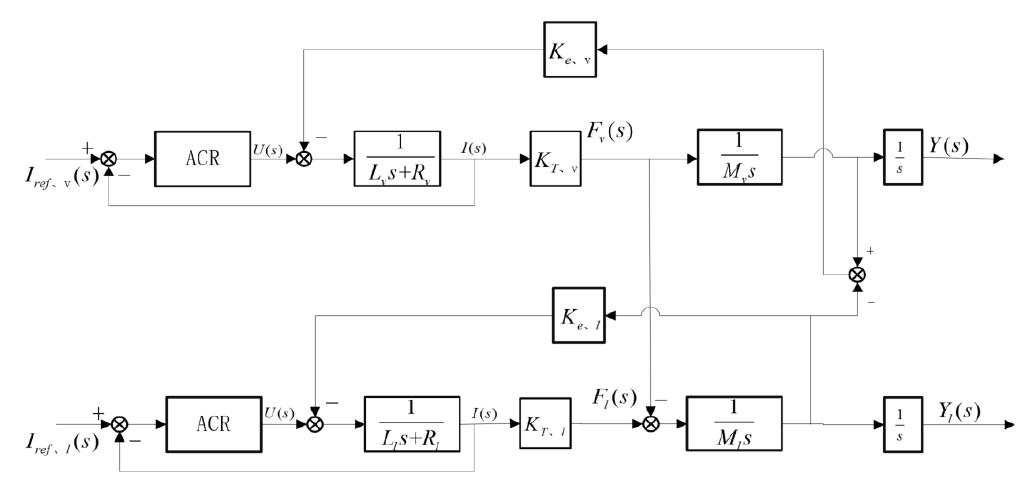 K_{e、v}
I_{ref、v}(s)
+
−
ACR
U(s)
−
\frac{1}{L_v s+R_v}
I(s)
K_{T、v}
F_v(s)
\frac{1}{M_v s}
\frac{1}{s}
Y(s)
+
−
K_{e、l}
I_{ref、l}(s)
+
−
ACR
U(s)
−
\frac{1}{L_l s+R_l}
I(s)
K_{T、l}
F_l(s)
−
\frac{1}{M_l s}
\frac{1}{s}
Y_l(s)